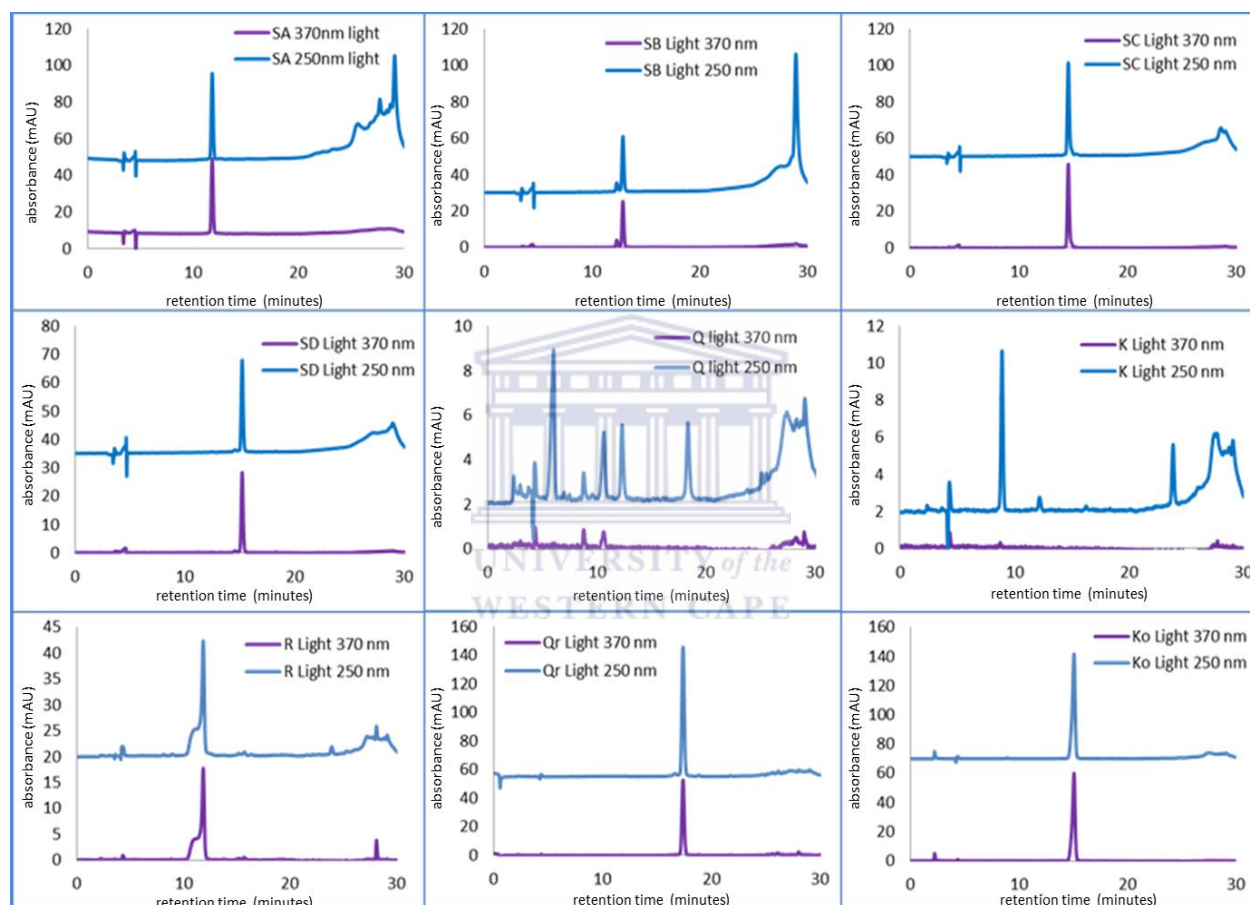 120
100
80
60
40
20
0
0 10 20 30
absorbance (mAU)
retention time (minutes)
SA 370nm light
SA 250nm light
120
100
80
60
40
20
0
0 10 20 30
absorbance (mAU)
retention time (minutes)
SB Light 370 nm
SB Light 250 nm
120
100
80
60
40
20
0
0 10 20 30
absorbance (mAU)
retention time (minutes)
SC Light 370 nm
SC Light 250 nm
80
70
60
50
40
30
20
10
0
0 10 20 30
absorbance (mAU)
retention time (minutes)
SD Light 370 nm
SD Light 250 nm
10
8
6
4
2
0
0 10 20 30
absorbance (mAU)
retention time (minutes)
Q light 370 nm
Q light 250 nm
UNIVERSITY of the
WESTERN CAPE
12
10
8
6
4
2
0
0 10 20 30
absorbance (mAU)
retention time (minutes)
K Light 370 nm
K Light 250 nm
45
40
35
30
25
20
15
10
5
0
0 10 20 30
absorbance (mAU)
retention time (minutes)
R Light 370 nm
R Light 250 nm
160
140
120
100
80
60
40
20
0
0 10 20 30
absorbance (mAU)
retention time (minutes)
Qr Light 370 nm
Qr Light 250 nm
160
140
120
100
80
60
40
20
0
0 10 20 30
absorbance (mAU)
retention time (minutes)
Ko Light 370 nm
Ko Light 250 nm